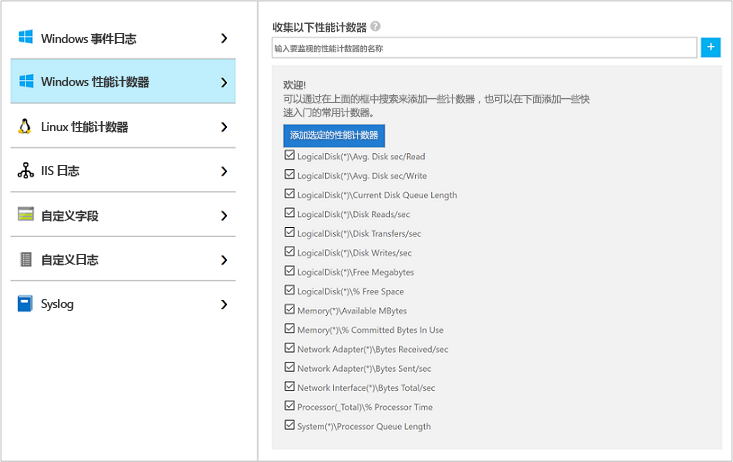 Windows 事件日志
Windows 性能计数器
Linux 性能计数器
IIS 日志
自定义字段
自定义日志
Syslog
收集以下性能计数器 ?
输入要监视的性能计数器的名称
+
欢迎!
可以通过在上面的框中搜索来添加一些计数器，也可以在下面添加一些快
速入门的常用计数器。
添加选定的性能计数器
LogicalDisk(*)\Avg. Disk sec/Read
LogicalDisk(*)\Avg. Disk sec/Write
LogicalDisk(*)\Current Disk Queue Length
LogicalDisk(*)\Disk Reads/sec
LogicalDisk(*)\Disk Transfers/sec
LogicalDisk(*)\Disk Writes/sec
LogicalDisk(*)\Free Megabytes
LogicalDisk(*)\% Free Space
Memory(*)\Available MBytes
Memory(*)\% Committed Bytes In Use
Network Adapter(*)\Bytes Received/sec
Network Adapter(*)\Bytes Sent/sec
Network Interface(*)\Bytes Total/sec
Processor(_Total)\% Processor Time
System(*)\Processor Queue Length